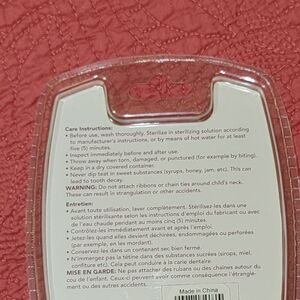 Care Instructions:
• Before use, wash thoroughly. Sterilize in sterilizing solution according
to manufacturer's instructions, or by means of hot water for at least
five (5) minutes.
• Inspect immediately before and after use.
• Throw away when torn, damaged, or punctured (for example by biting).
• Keep in a dry covered container.
• Never dip teat in sweet substances (syrups, honey, jam, etc). This can
lead to tooth decay.
WARNING: Do not attach ribbons or chains around child's neck.
These can result in strangulation or other accidents.
Entretien:
• Avant toute utilisation, laver complètement. Stérilisez-les dans une
solution stérilisante selon les instructions d'emploi du fabricant ou avec
de l'eau chaude pendant au moins cinq (5) minutes.
• Contrôlez-les immédiatement avant et après l'emploi.
• Jetez-les quand elles devient déchirées, endommagées ou perforées
(par exemple, en les mordant).
• Conservez-les dans un contenant sec bien fermé.
• N'immergez pas la tétine dans des substances sucrées (sirops, miel,
confiture etc). Cela peut conduire à la carie dentaire.
MISE EN GARDE: Ne pas attacher des rubans ou des chaînes autour du
cou de l'enfant. Ceux-ci peuvent avoir comme conséquence l'étrangle-
ment ou des autres accidents.
Made in China